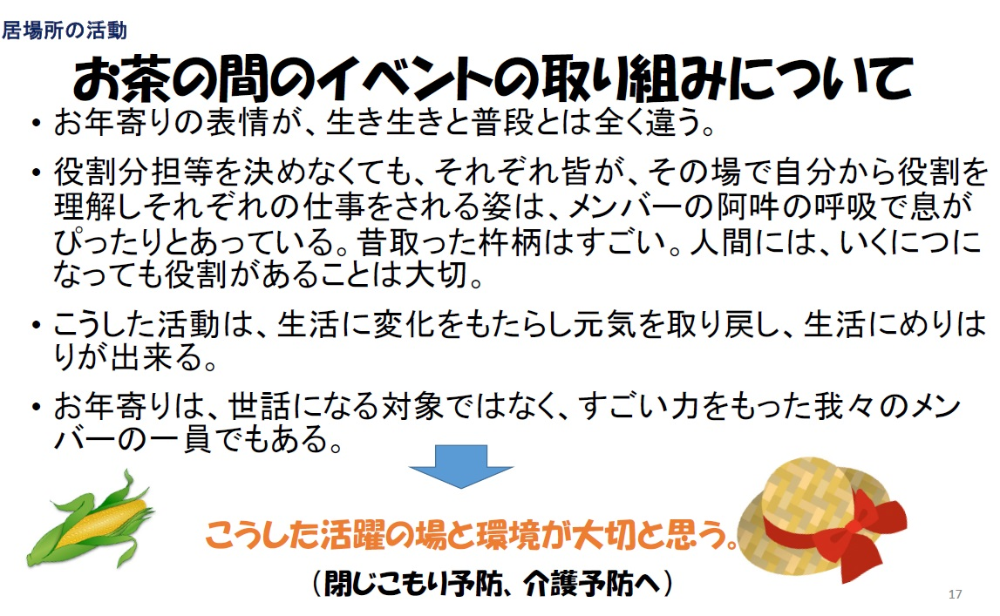 居場所の活動
お茶の間のイベントの取り組みについて
• お年寄りの表情が、生き生きと普段とは全く違う。
• 役割分担等を決めなくても、それぞれ皆が、その場で自分から役割を
理解しそれぞれの仕事をされる姿は、メンバーの阿吽の呼吸で息が
ぴったりとあっている。昔取った杵柄はすごい。人間には、いくにつに
なっても役割があることは大切。
• こうした活動は、生活に変化をもたらし元気を取り戻し、生活にめりは
りが出来る。
• お年寄りは、世話になる対象ではなく、すごい力をもった我々のメン
バーの一員でもある。
こうした活躍の場と環境が大切と思う。
（閉じこもり予防、介護予防へ）
17